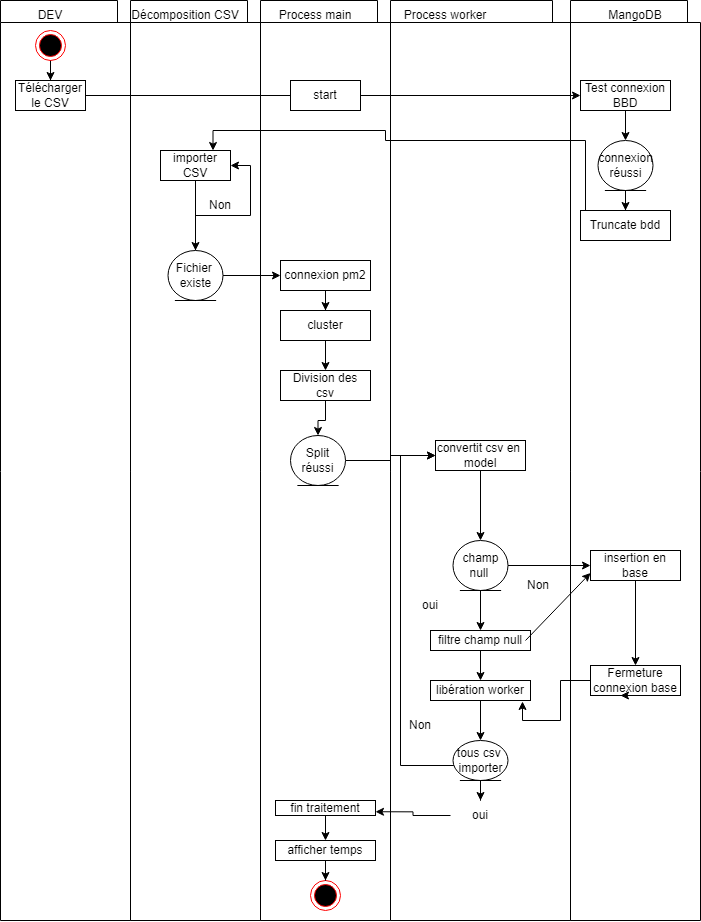 DEV
Décomposition CSV
Process main
Process worker
MangoDB
Télécharger
le CSV
start
Test connexion
BBD
connexion
réussi
Truncate bdd
importer
CSV
Non
Fichier
existe
connexion pm2
cluster
Division des
csv
Split
réussi
convertit csv en
model
champ
null
Non
insertion en
base
oui
filtre champ null
Fermeture
connexion base
libération worker
Non
tous csv
importer
oui
fin traitement
afficher temps